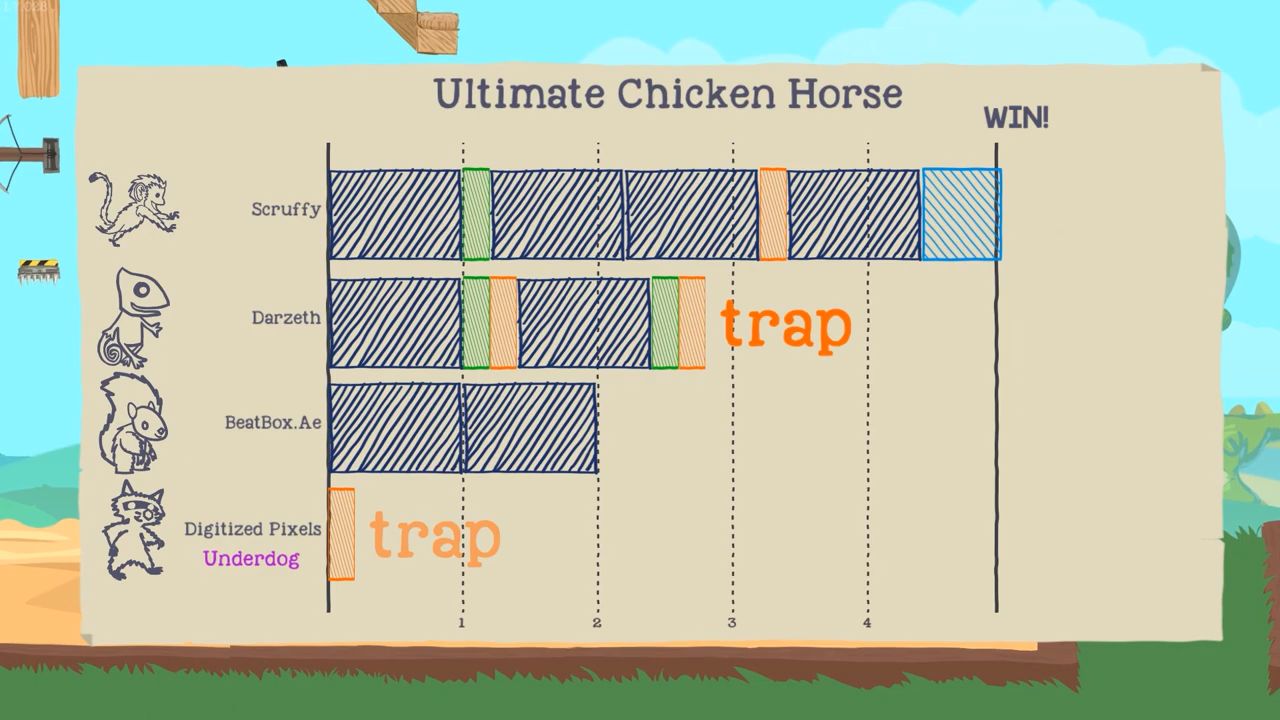 Ultimate Chicken Horse
WIN!
Scruffy
Darzeth
trap
BeatBox.Ae
Digitized Pixels
trap
Underdog
1 2 3 4